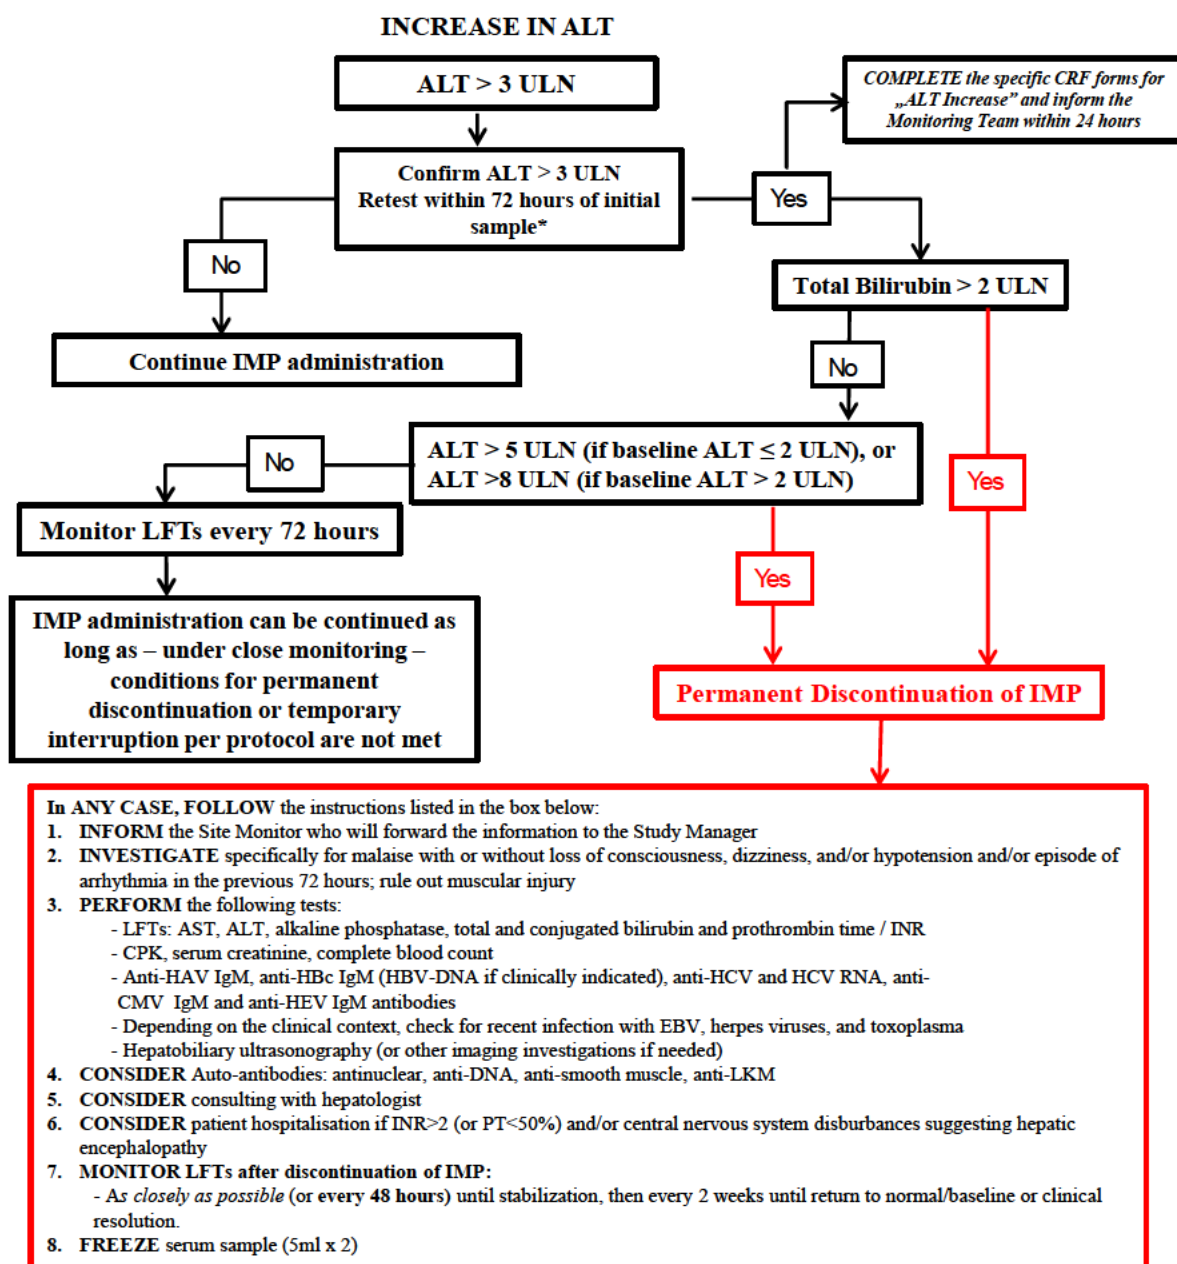 INCREASE IN ALT
ALT > 3 ULN
COMPLETE the specific CRF forms for
„ALT Increase” and inform the
Monitoring Team within 24 hours
Confirm ALT > 3 ULN
Retest within 72 hours of initial
sample*
Yes
No
Total Bilirubin > 2 ULN
Continue IMP administration
No
ALT > 5 ULN (if baseline ALT ≤ 2 ULN), or
ALT >8 ULN (if baseline ALT > 2 ULN)
No
Yes
Monitor LFTs every 72 hours
Yes
IMP administration can be continued as
long as – under close monitoring –
conditions for permanent
discontinuation or temporary
interruption per protocol are not met
Permanent Discontinuation of IMP
In ANY CASE, FOLLOW the instructions listed in the box below:
1. INFORM the Site Monitor who will forward the information to the Study Manager
2. INVESTIGATE specifically for malaise with or without loss of consciousness, dizziness, and/or hypotension and/or episode of
arrhythmia in the previous 72 hours; rule out muscular injury
3. PERFORM the following tests:
- LFTs: AST, ALT, alkaline phosphatase, total and conjugated bilirubin and prothrombin time / INR
- CPK, serum creatinine, complete blood count
- Anti-HAV IgM, anti-HBc IgM (HBV-DNA if clinically indicated), anti-HCV and HCV RNA, anti-
CMV IgM and anti-HEV IgM antibodies
- Depending on the clinical context, check for recent infection with EBV, herpes viruses, and toxoplasma
- Hepatobiliary ultrasonography (or other imaging investigations if needed)
4. CONSIDER Auto-antibodies: antinuclear, anti-DNA, anti-smooth muscle, anti-LKM
5. CONSIDER consulting with hepatologist
6. CONSIDER patient hospitalisation if INR>2 (or PT<50%) and/or central nervous system disturbances suggesting hepatic
encephalopathy
7. MONITOR LFTs after discontinuation of IMP:
- As closely as possible (or every 48 hours) until stabilization, then every 2 weeks until return to normal/baseline or clinical
resolution.
8. FREEZE serum sample (5ml x 2)